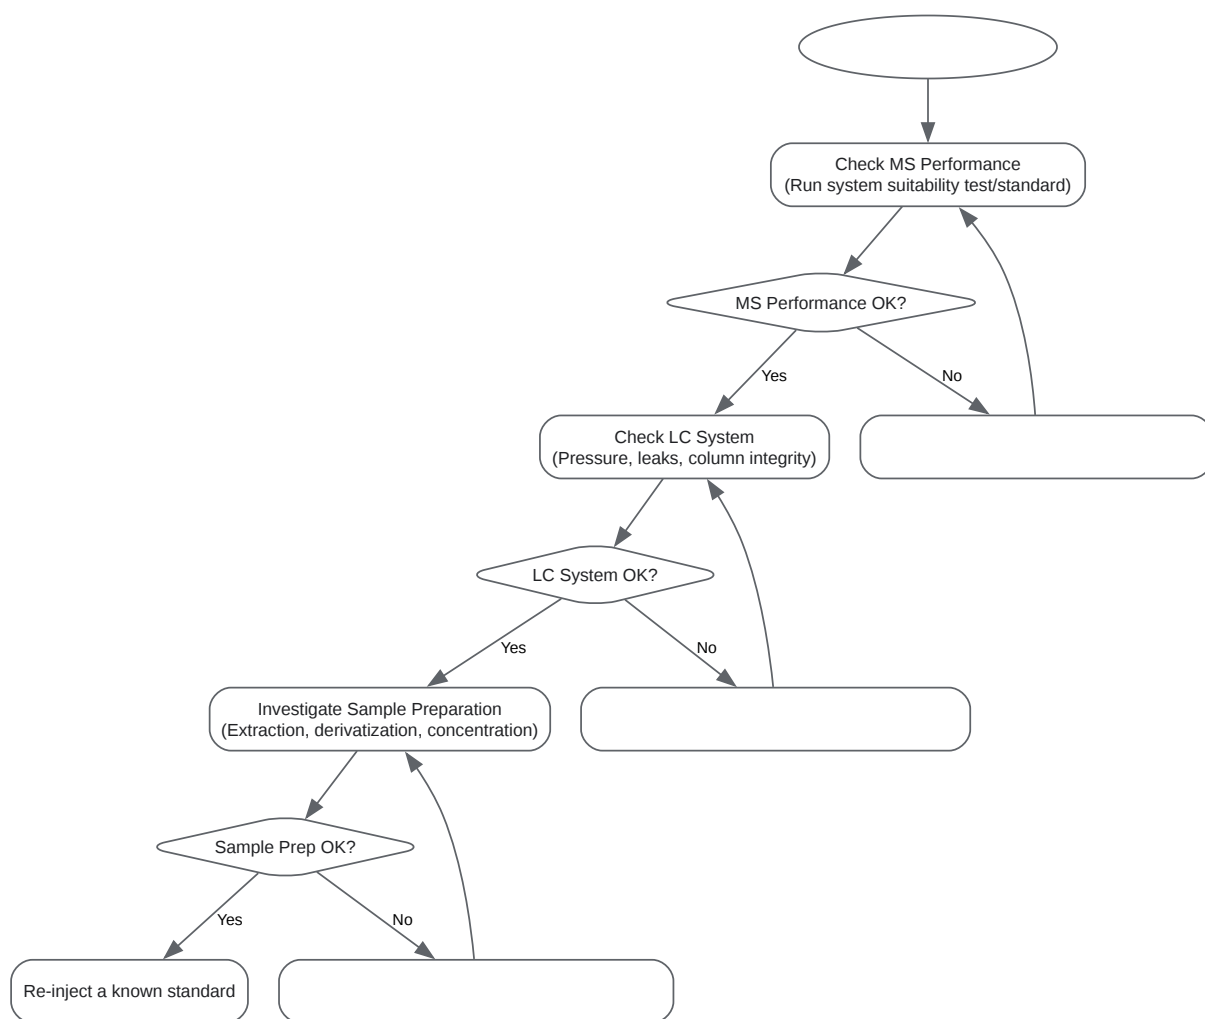 Check MS Performance
(Run system suitability test/standard)
MS Performance OK?
Yes
No
Check LC System
(Pressure, leaks, column integrity)
LC System OK?
Yes
No
Investigate Sample Preparation
(Extraction, derivatization, concentration)
Sample Prep OK?
Yes
No
Re-inject a known standard